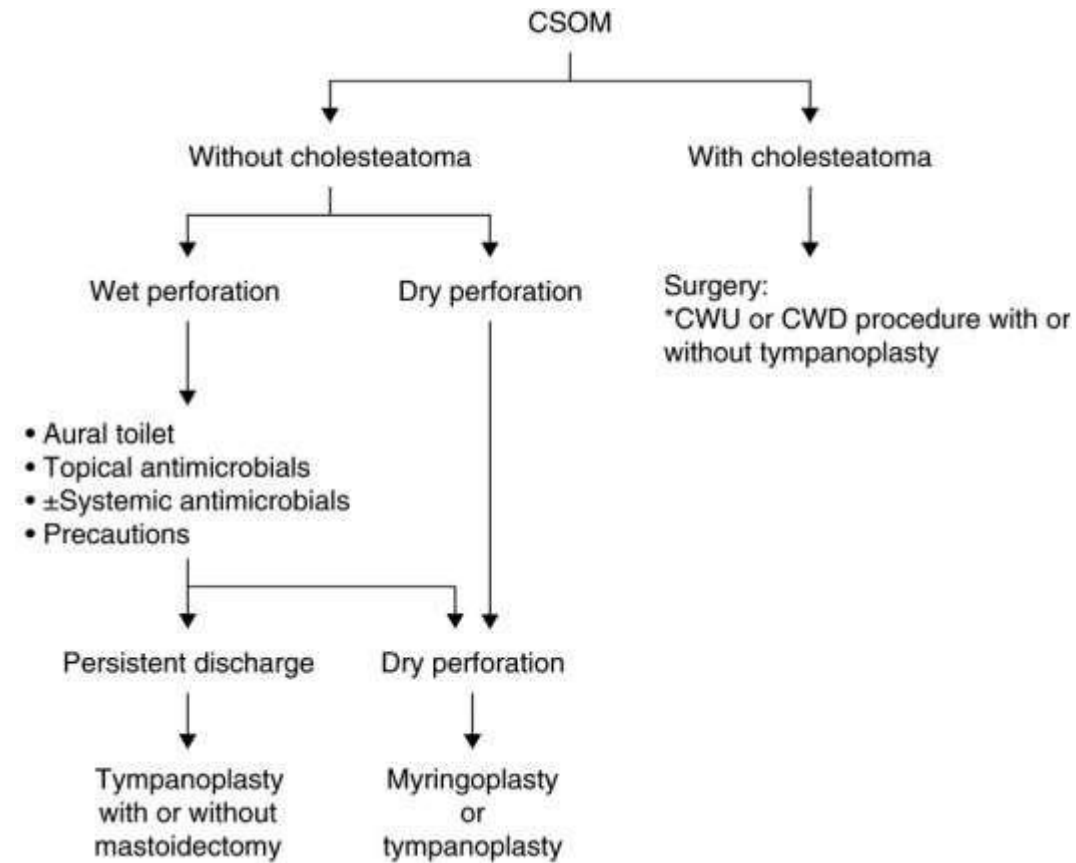 CSOM
Without cholesteatoma
With cholesteatoma
Wet perforation
Dry perforation
Surgery:
*CWU or CWD procedure with or
without tympanoplasty
• Aural toilet
• Topical antimicrobials
• ±Systemic antimicrobials
• Precautions
Persistent discharge
Dry perforation
Tympanoplasty
with or without
mastoidectomy
Myringoplasty
or
tympanoplasty